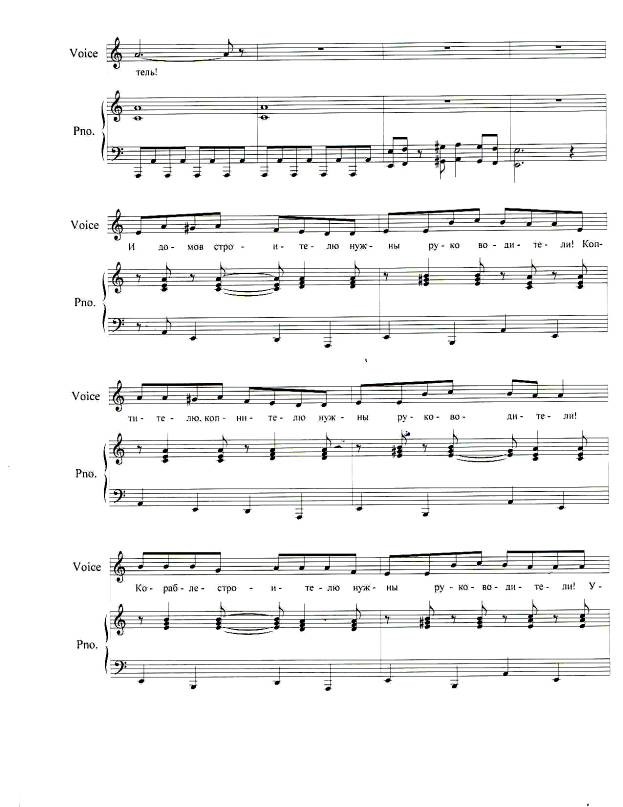 Voice
тель!
Pno.
Voice
И до- мов стро- и - те - лю нуж - ны ру - ко во - ди - те - ли! Коп-
Pno.
Voice
ти - те - лю, коп - ни - те - лю нуж - ны ру - ко - во - ди - те - ли!
Pno.
Voice
Ко - раб - ле - стро - и - те - лю нуж - ны ру - ко - во - ди - те - ли! У-
Pno.